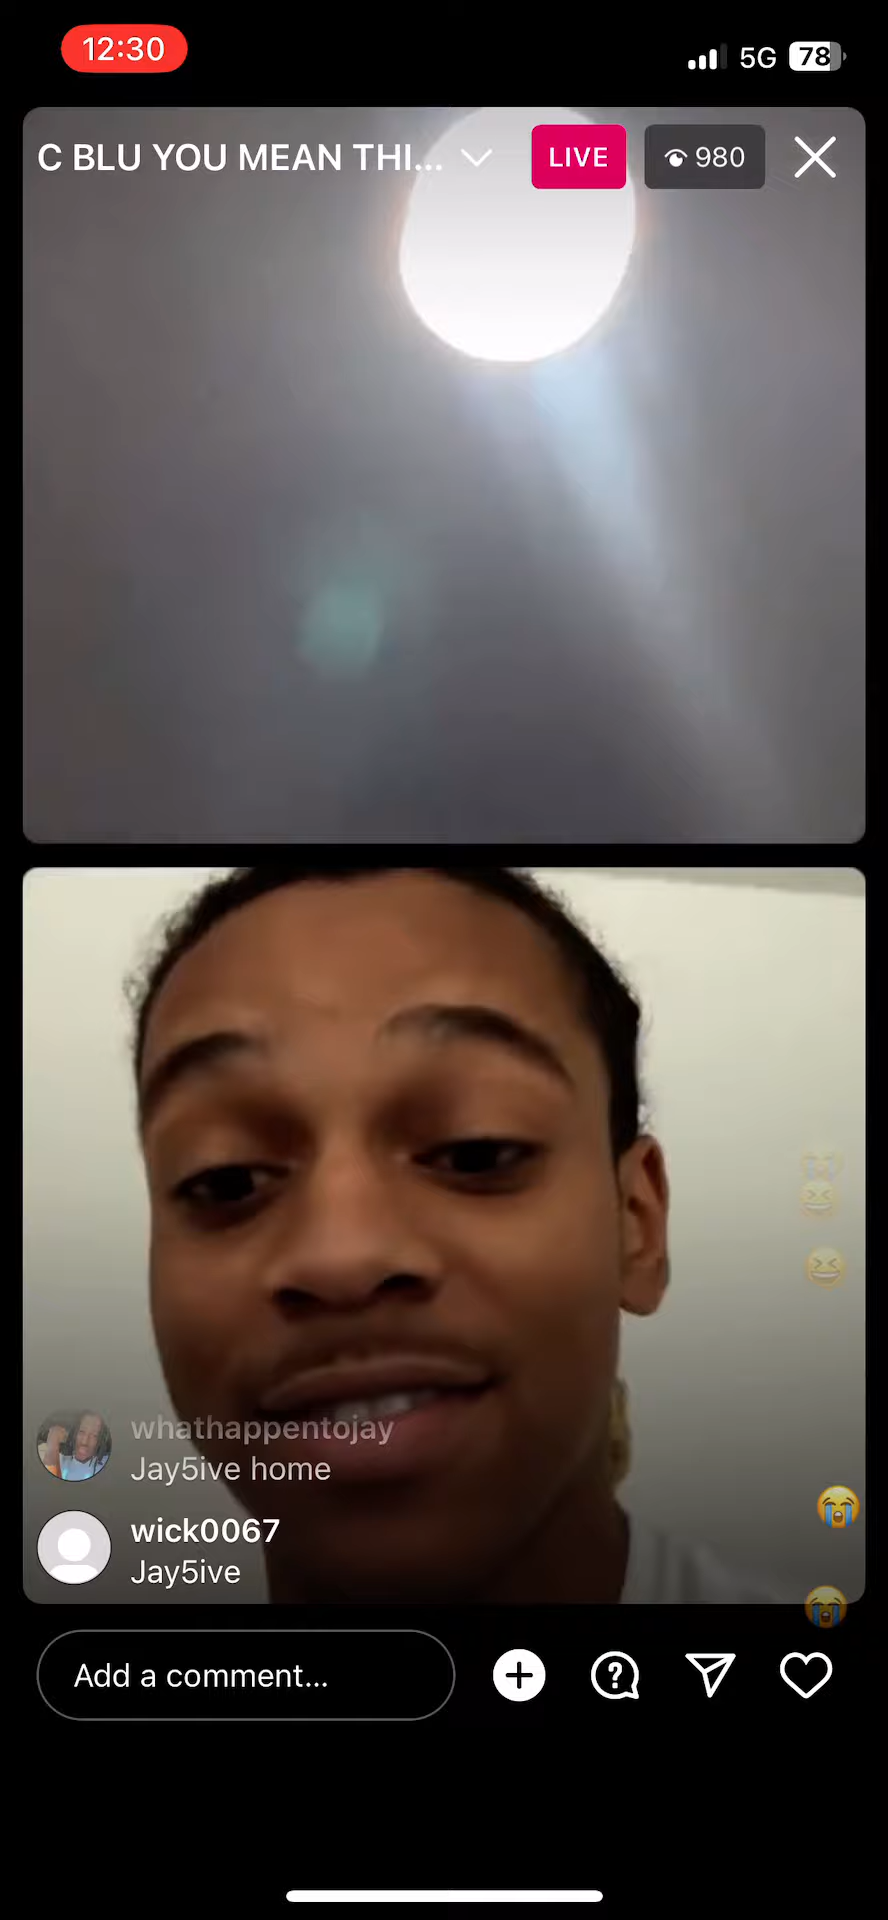 12:30
5G 78
C BLU YOU MEAN THI... LIVE 980
whathappentojay
Jay5ive home
wick0067
Jay5ive
Add a comment...